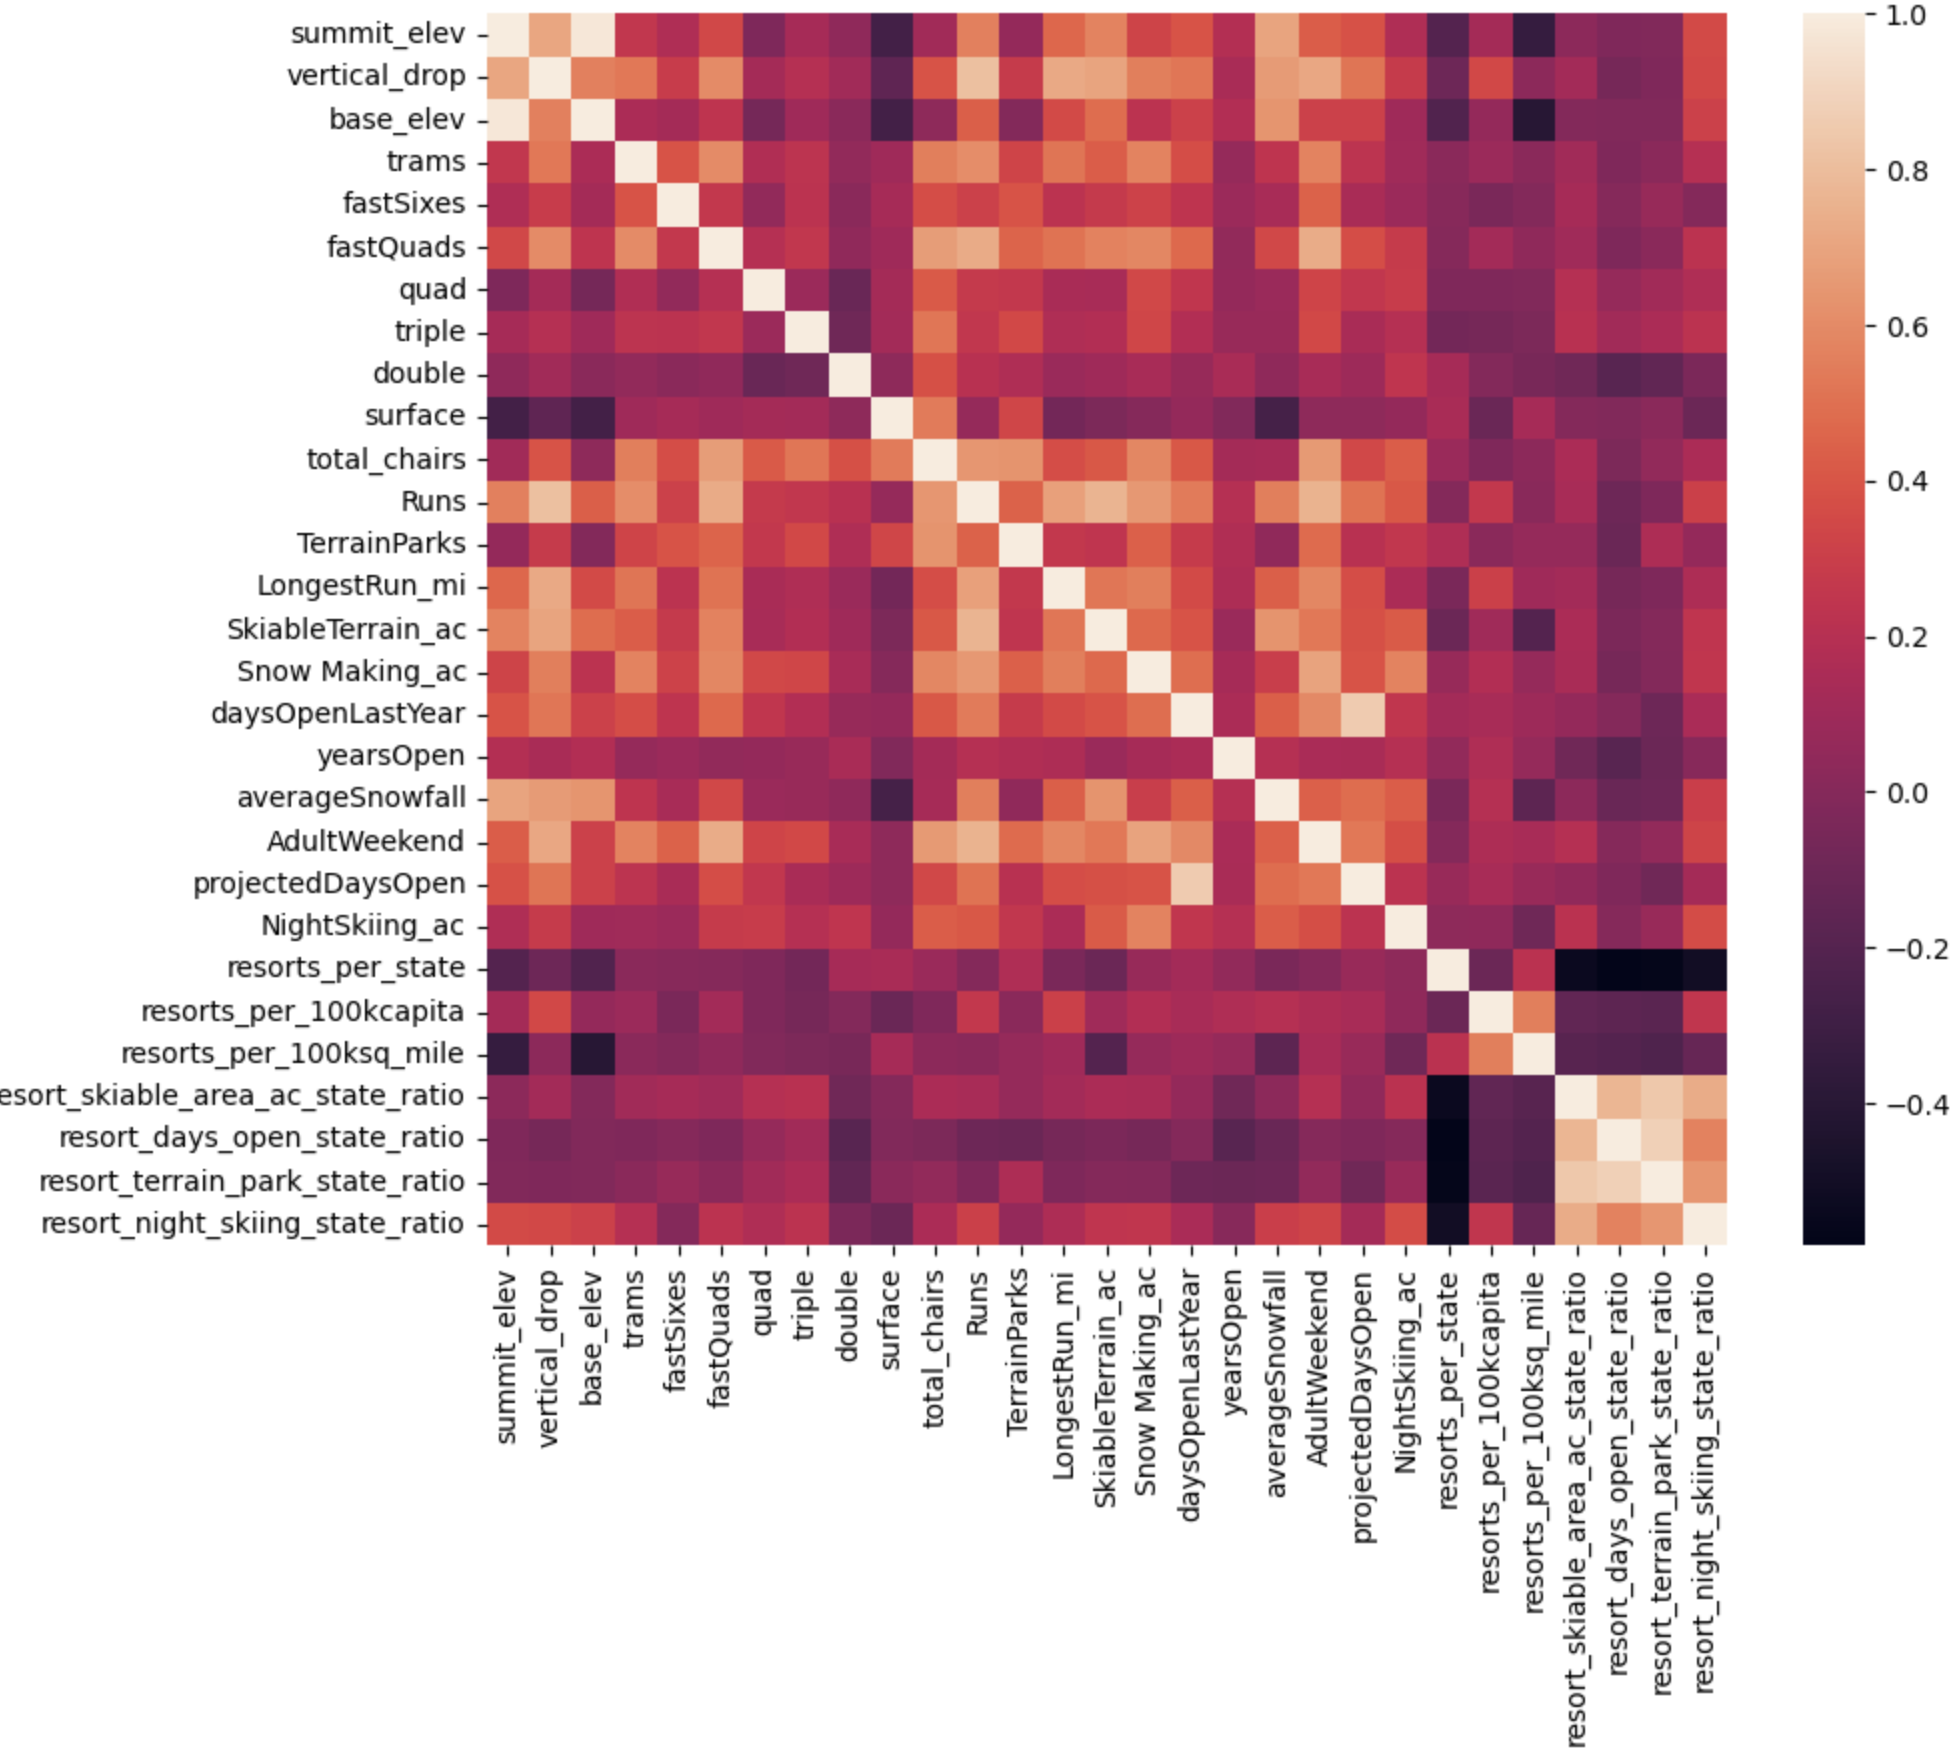 summit_elev
vertical_drop
base_elev
trams
fastSixes
fastQuads
quad
triple
double
surface
total_chairs
Runs
TerrainParks
LongestRun_mi
SkiableTerrain_ac
Snow Making_ac
daysOpenLastYear
yearsOpen
averageSnowfall
AdultWeekend
projectedDaysOpen
NightSkiing_ac
resorts_per_state
resorts_per_100kcapita
resorts_per_100ksq_mile
esort_skiable_area_ac_state_ratio
resort_days_open_state_ratio
resort_terrain_park_state_ratio
resort_night_skiing_state_ratio
summit_elev
vertical_drop
base_elev
trams
fastSixes
fastQuads
quad
triple
double
surface
total_chairs
Runs
TerrainParks
LongestRun_mi
SkiableTerrain_ac
Snow Making_ac
daysOpenLastYear
yearsOpen
averageSnowfall
AdultWeekend
projectedDaysOpen
NightSkiing_ac
resorts_per_state
resorts_per_100kcapita
resorts_per_100ksq_mile
resort_skiable_area_ac_state_ratio
resort_days_open_state_ratio
resort_terrain_park_state_ratio
resort_night_skiing_state_ratio
1.0
0.8
0.6
0.4
0.2
0.0
−0.2
−0.4